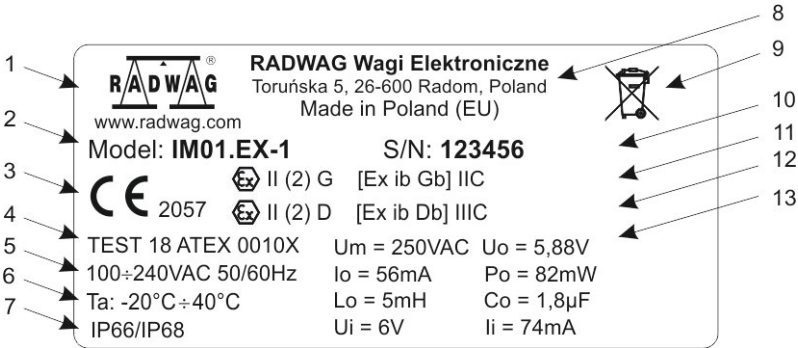 8
9
1
RADWAG®
RADWAG Wagi Elektroniczne
Toruńska 5, 26-600 Radom, Poland
Made in Poland (EU)
www.radwag.com
10
2
Model: IM01.EX-1 S/N: 123456
11
3
CE 2057
Ex II (2) G [Ex ib Gb] IIC
12
Ex II (2) D [Ex ib Db] IIIC
13
4
TEST 18 ATEX 0010X Um = 250VAC Uo = 5,88V
5
100÷240VAC 50/60Hz Io = 56mA Po = 82mW
6
Ta: -20°C÷40°C Lo = 5mH Co = 1,8µF
7
IP66/IP68 Ui = 6V Ii = 74mA